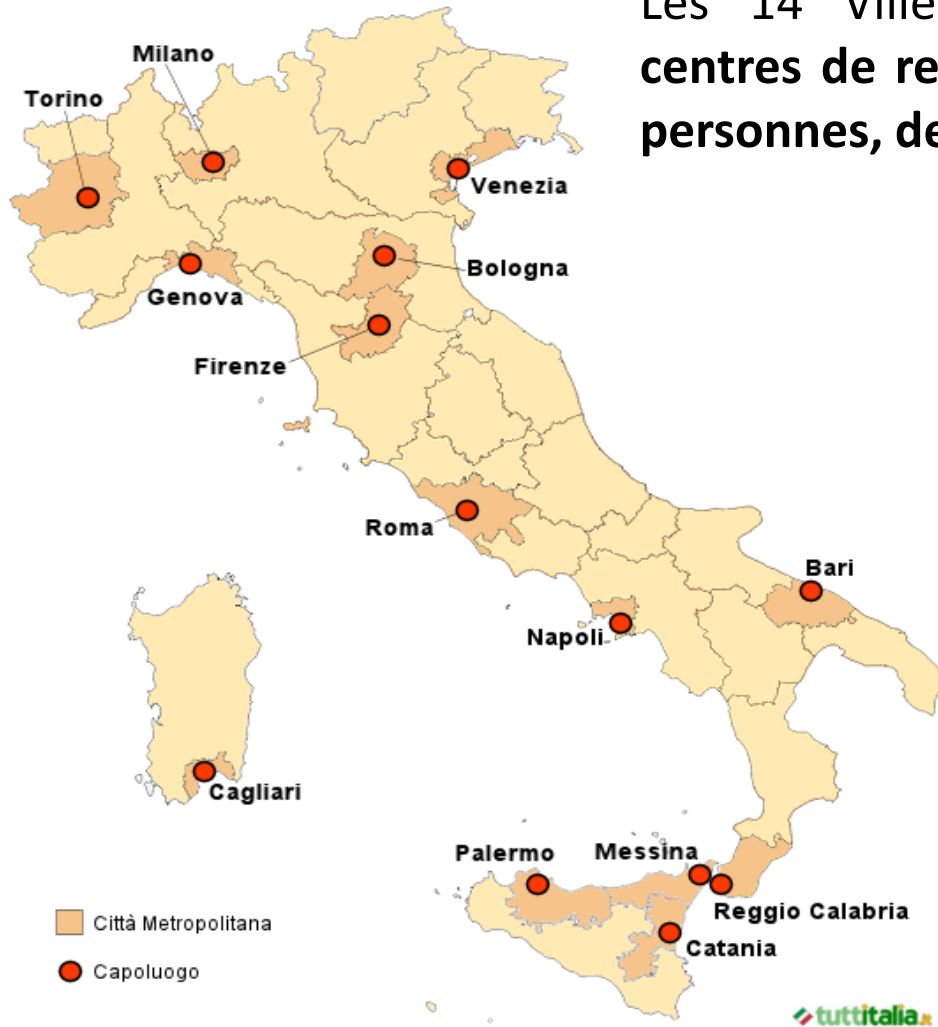 Les 14 Ville
centres de re
personnes, de
Milano
Torino
Venezia
Bologna
Genova
Firenze
Roma
Bari
Napoli
Cagliari
Palermo
Messina
Reggio Calabria
Catania
Città Metropolitana
Capoluogo
tuttitalia.it